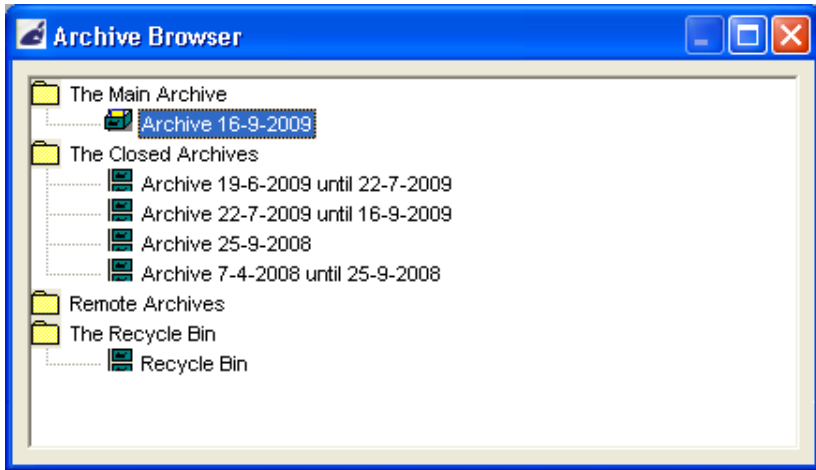 Archive Browser
The Main Archive
Archive 16-9-2009
The Closed Archives
Archive 19-6-2009 until 22-7-2009
Archive 22-7-2009 until 16-9-2009
Archive 25-9-2008
Archive 7-4-2008 until 25-9-2008
Remote Archives
The Recycle Bin
Recycle Bin